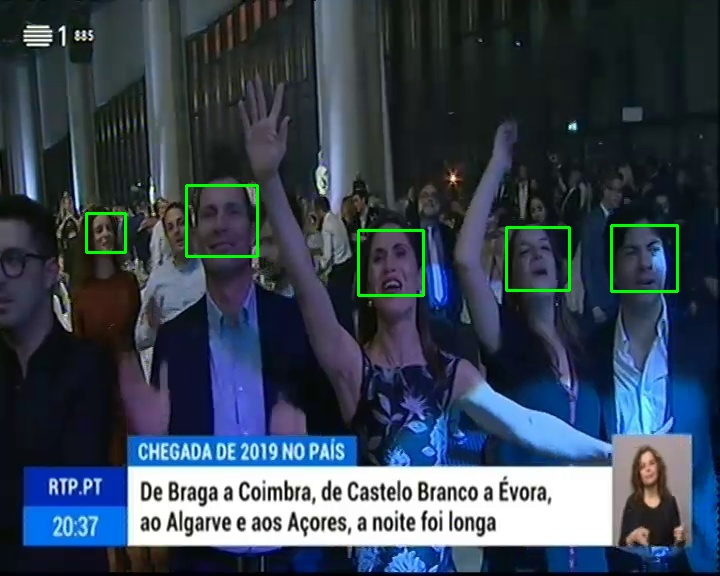 1 885
CHEGADA DE 2019 NO PAÍS
RTP.PT
20:37
De Braga a Coimbra, de Castelo Branco a Évora,
ao Algarve e aos Açores, a noite foi longa